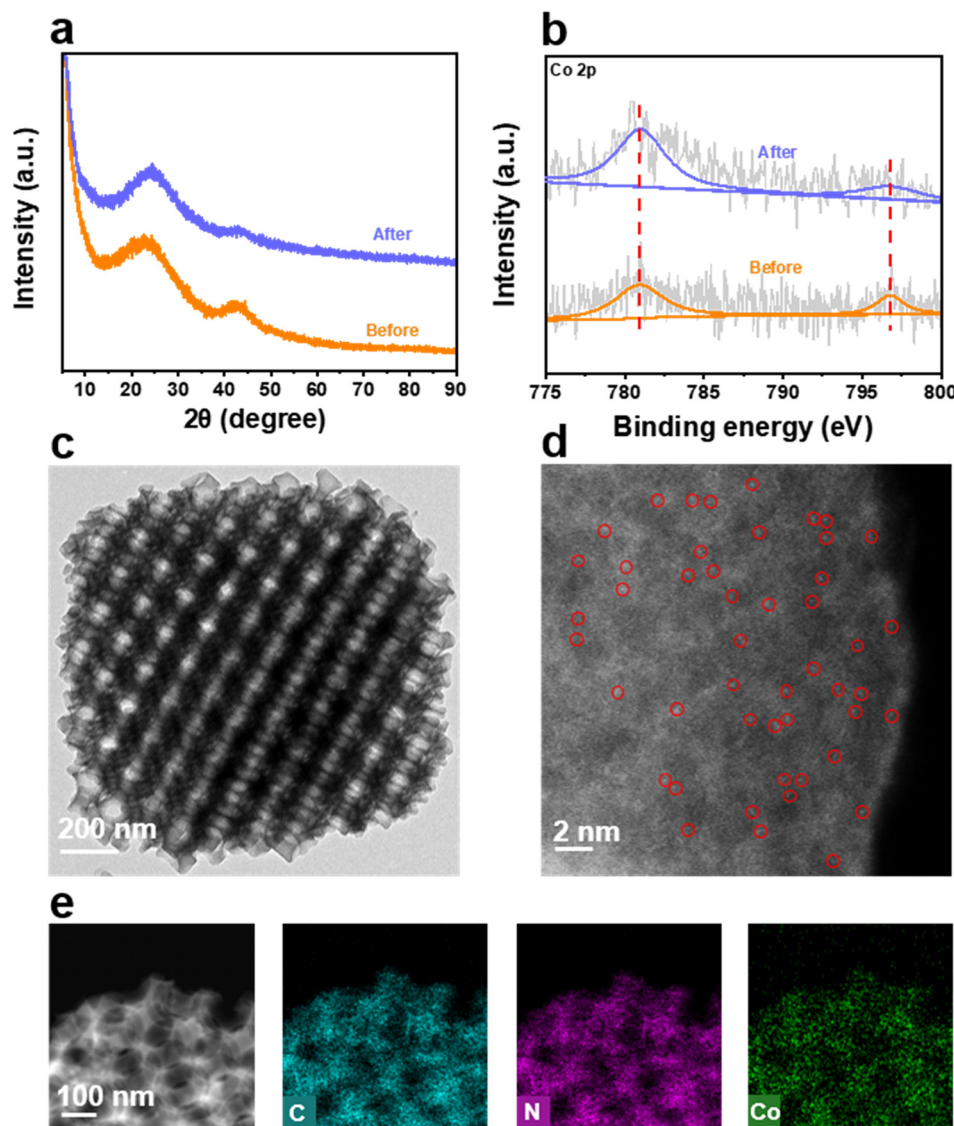 a
Intensity (a.u.)
After
Before
10 20 30 40 50 60 70 80 90
2θ (degree)
b
Intensity (a.u.)
Co 2p
After
Before
775 780 785 790 795 800
Binding energy (eV)
c
200 nm
d
2 nm
e
100 nm
C
N
Co